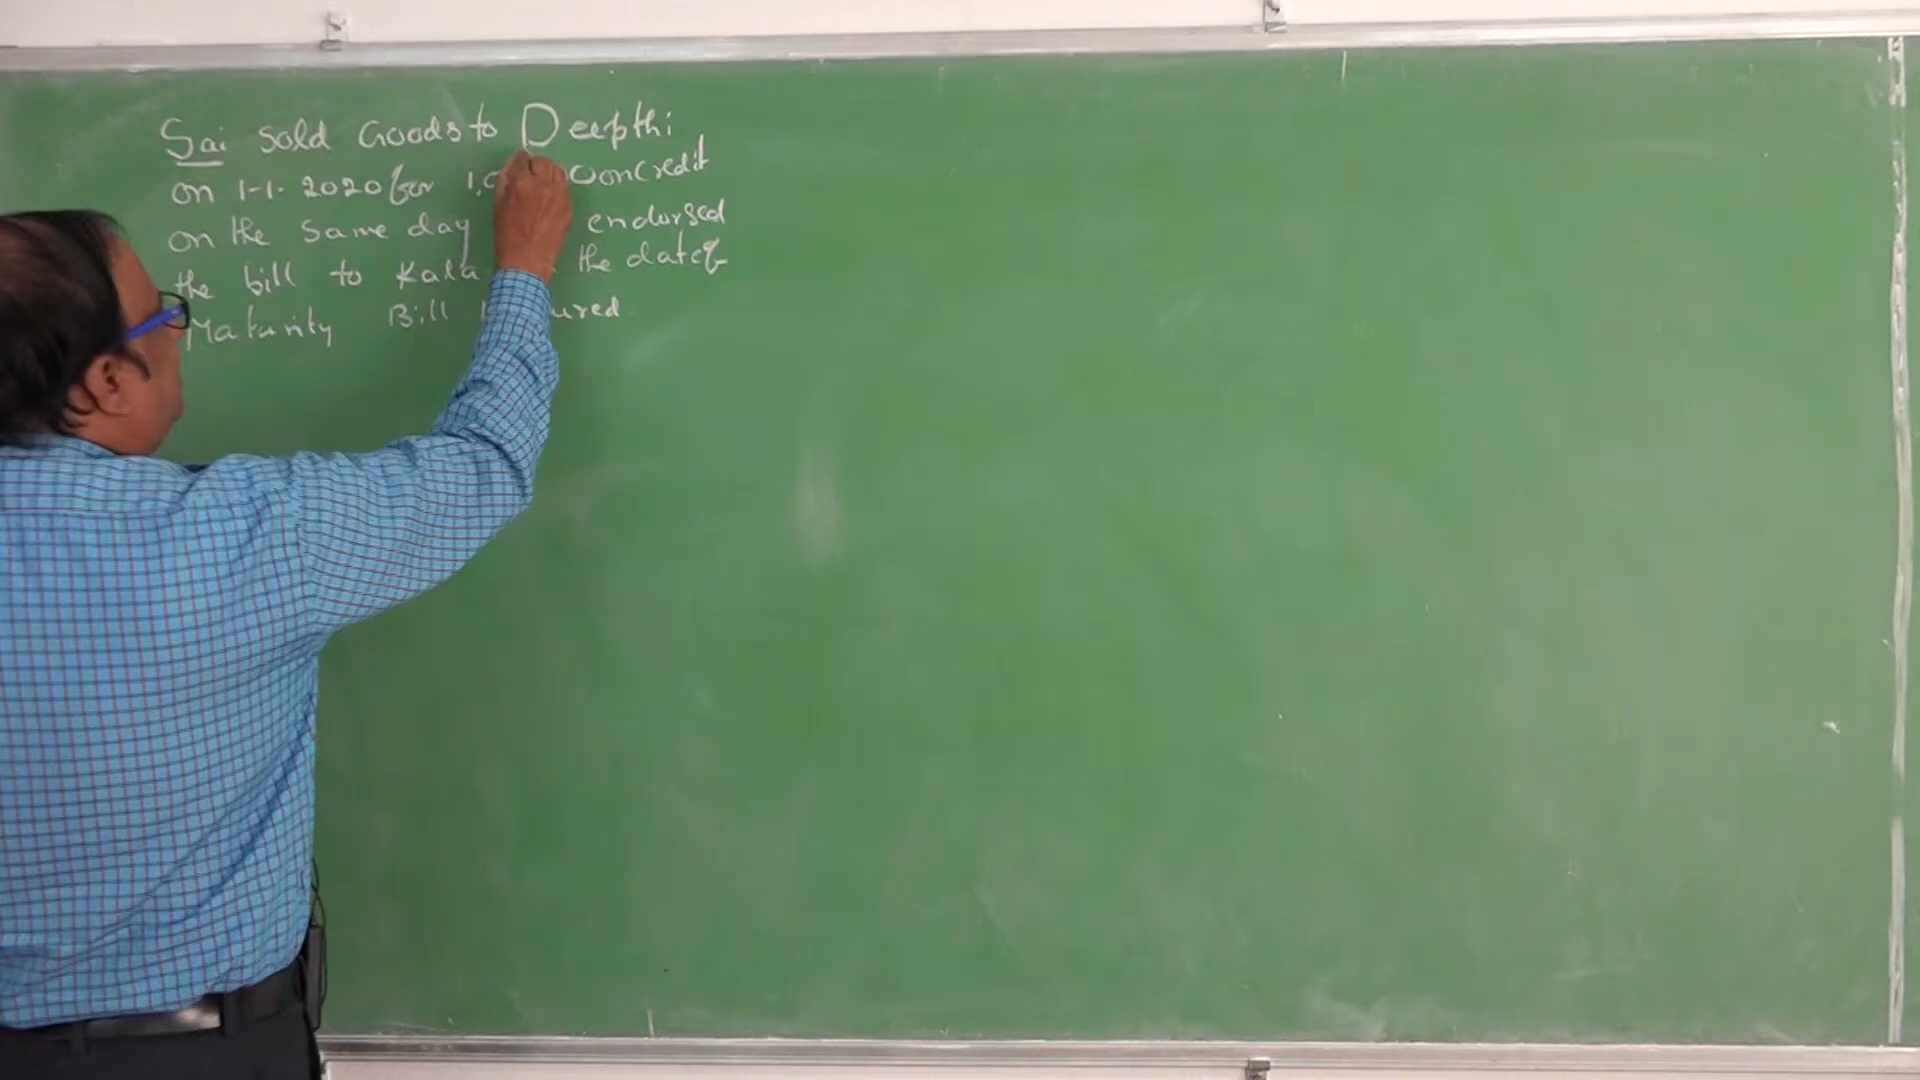 Sai sold Goods to Deepthi
on 1-1-2020 for on credit
on the same day endorsed
the bill to Kala the date of
Maturity Bill